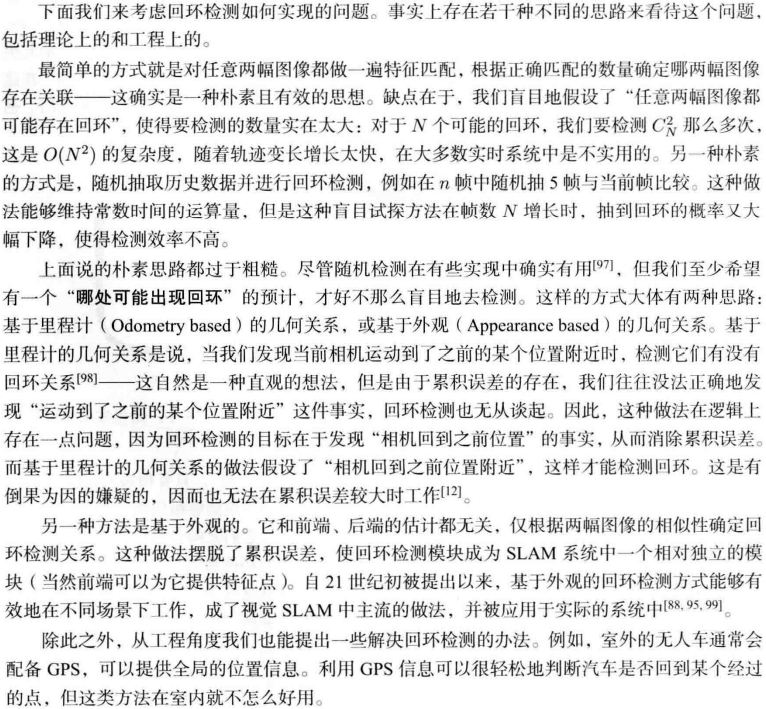 下面我们来考虑回环检测如何实现的问题。事实上存在若干种不同的思路来看待这个问题，
包括理论上的和工程上的。
最简单的方式就是对任意两幅图像都做一遍特征匹配，根据正确匹配的数量确定哪两幅图像
存在关联——这确实是一种朴素且有效的思想。缺点在于，我们盲目地假设了“任意两幅图像都
可能存在回环”，使得要检测的数量实在太大：对于 N 个可能的回环，我们要检测 C²_N 那么多次，
这是 O(N²) 的复杂度，随着轨迹变长增长太快，在大多数实时系统中是不实用的。另一种朴素
的方式是，随机抽取历史数据并进行回环检测，例如在 n 帧中随机抽 5 帧与当前帧比较。这种做
法能够维持常数时间的运算量，但是这种盲目试探方法在帧数 N 增长时，抽到回环的概率又大
幅下降，使得检测效率不高。
上面说的朴素思路都过于粗糙。尽管随机检测在有些实现中确实有用[97]，但我们至少希望
有一个“哪处可能出现回环”的预计，才好不那么盲目地去检测。这样的方式大体有两种思路：
基于里程计（Odometry based）的几何关系，或基于外观（Appearance based）的几何关系。基于
里程计的几何关系是说，当我们发现当前相机运动到了之前的某个位置附近时，检测它们有没有
回环关系[98]——这自然是一种直观的想法，但是由于累积误差的存在，我们往往没法正确地发
现“运动到了之前的某个位置附近”这件事实，回环检测也无从谈起。因此，这种做法在逻辑上
存在一点问题，因为回环检测的目标在于发现“相机回到之前位置”的事实，从而消除累积误差。
而基于里程计的几何关系的做法假设了“相机回到之前位置附近”，这样才能检测回环。这是有
倒果为因的嫌疑的，因而也无法在累积误差较大时工作[12]。
另一种方法是基于外观的。它和前端、后端的估计都无关，仅根据两幅图像的相似性确定回
环检测关系。这种做法摆脱了累积误差，使回环检测模块成为 SLAM 系统中一个相对独立的模
块（当然前端可以为它提供特征点）。自 21 世纪初被提出以来，基于外观的回环检测方式能够有
效地在不同场景下工作，成了视觉 SLAM 中主流的做法，并被应用于实际的系统中[88, 95, 99]。
除此之外，从工程角度我们也能提出一些解决回环检测的办法。例如，室外的无人车通常会
配备 GPS，可以提供全局的位置信息。利用 GPS 信息可以很轻松地判断汽车是否回到某个经过
的点，但这类方法在室内就不怎么好用。